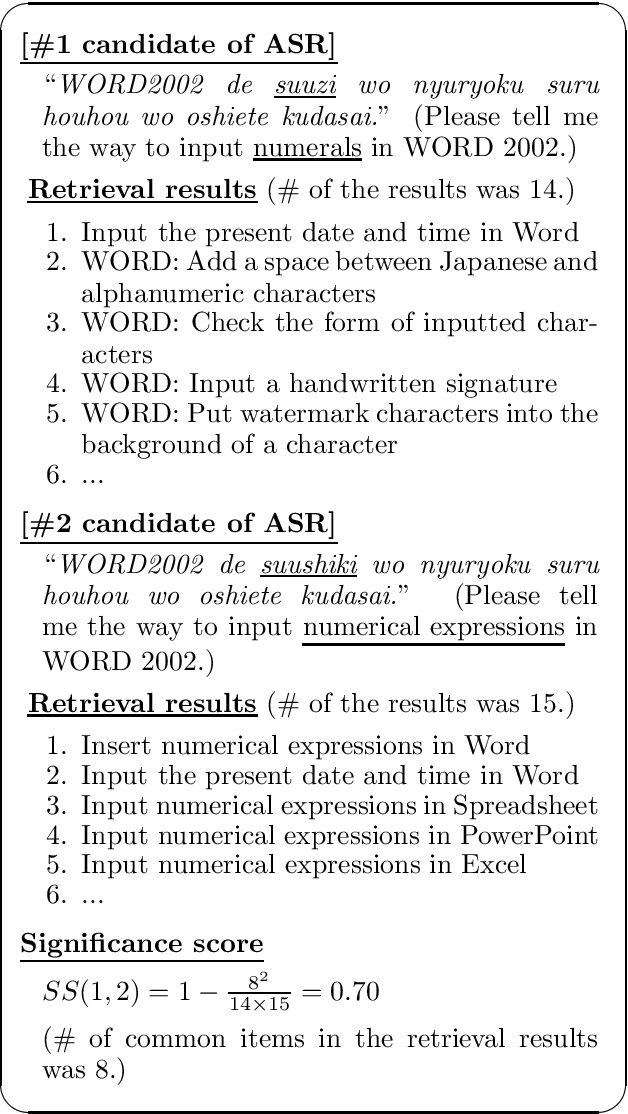 [#1 candidate of ASR]
“WORD2002 de suuzi wo nyuryoku suru
houhou wo oshiete kudasai.” (Please tell me
the way to input numerals in WORD 2002.)
Retrieval results (# of the results was 14.)
1. Input the present date and time in Word
2. WORD: Add a space between Japanese and
alphanumeric characters
3. WORD: Check the form of inputted char-
acters
4. WORD: Input a handwritten signature
5. WORD: Put watermark characters into the
background of a character
6. ...
[#2 candidate of ASR]
“WORD2002 de suushiki wo nyuryoku suru
houhou wo oshiete kudasai.” (Please tell
me the way to input numerical expressions in
WORD 2002.)
Retrieval results (# of the results was 15.)
1. Insert numerical expressions in Word
2. Input the present date and time in Word
3. Input numerical expressions in Spreadsheet
4. Input numerical expressions in PowerPoint
5. Input numerical expressions in Excel
6. ...
Significance score
SS(1, 2) = 1 − 8²/(14×15) = 0.70
(# of common items in the retrieval results
was 8.)